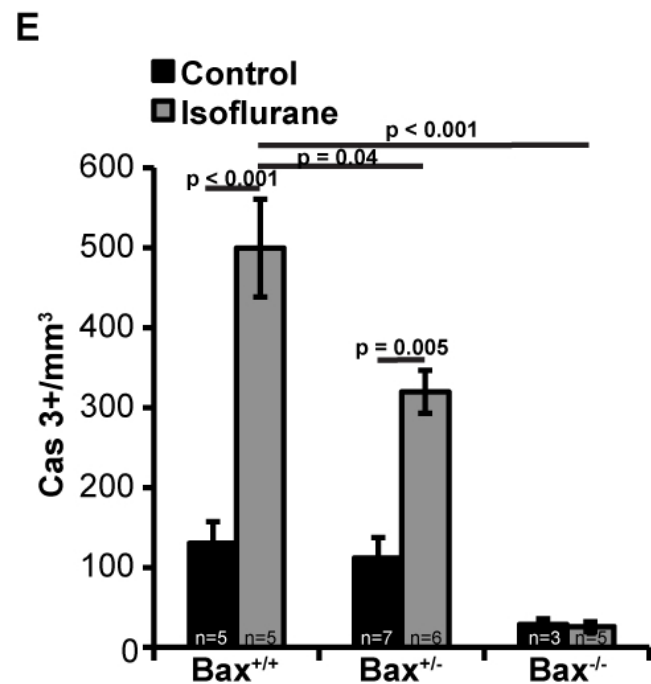 E
Control
Isoflurane
p < 0.001
p = 0.04
p < 0.001
600
500
400
p = 0.005
300
200
100
0
Cas 3+/mm³
n=5 n=5 n=7 n=6 n=3 n=5
Bax⁺/⁺ Bax⁺/⁻ Bax⁻/⁻